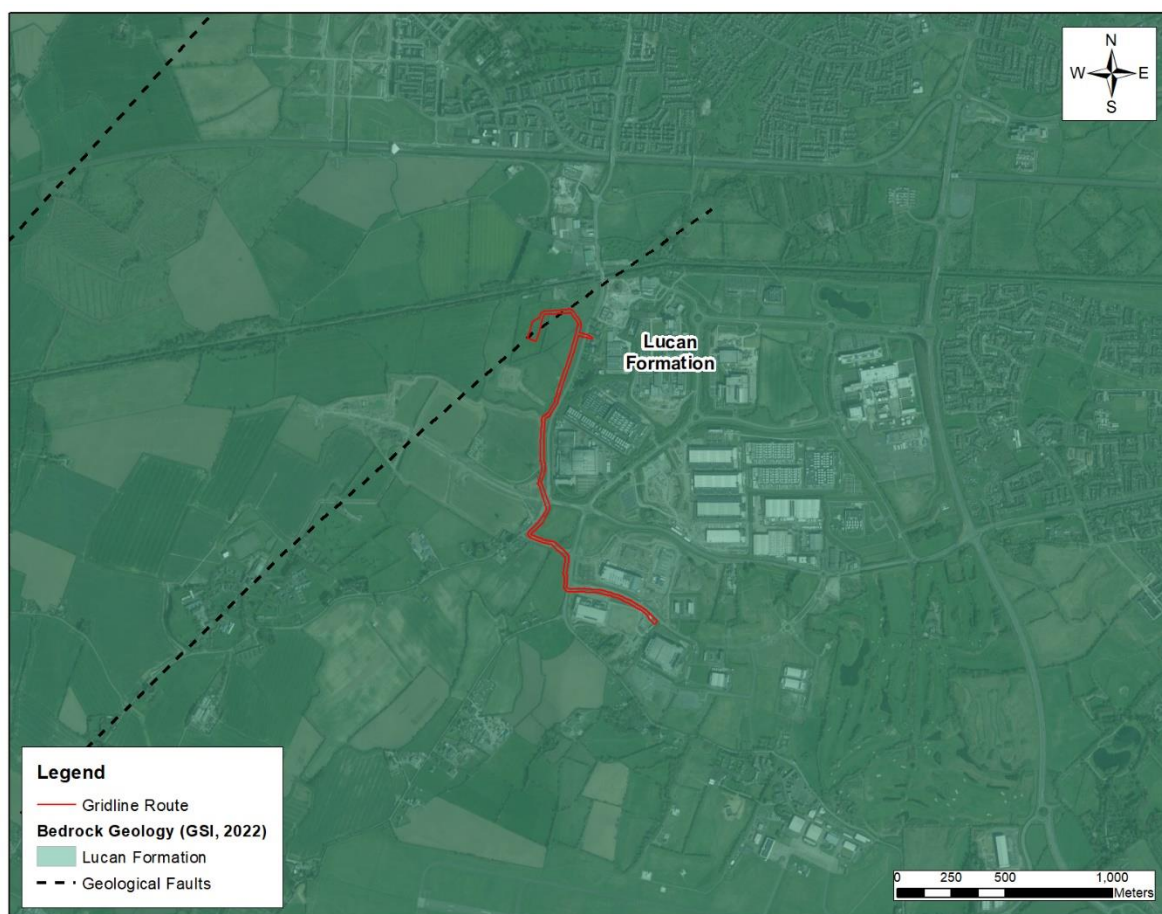 N
W E
S
Lucan
Formation
Legend
Gridline Route
Bedrock Geology (GSI, 2022)
Lucan Formation
Geological Faults
0 250 500 1,000
Meters